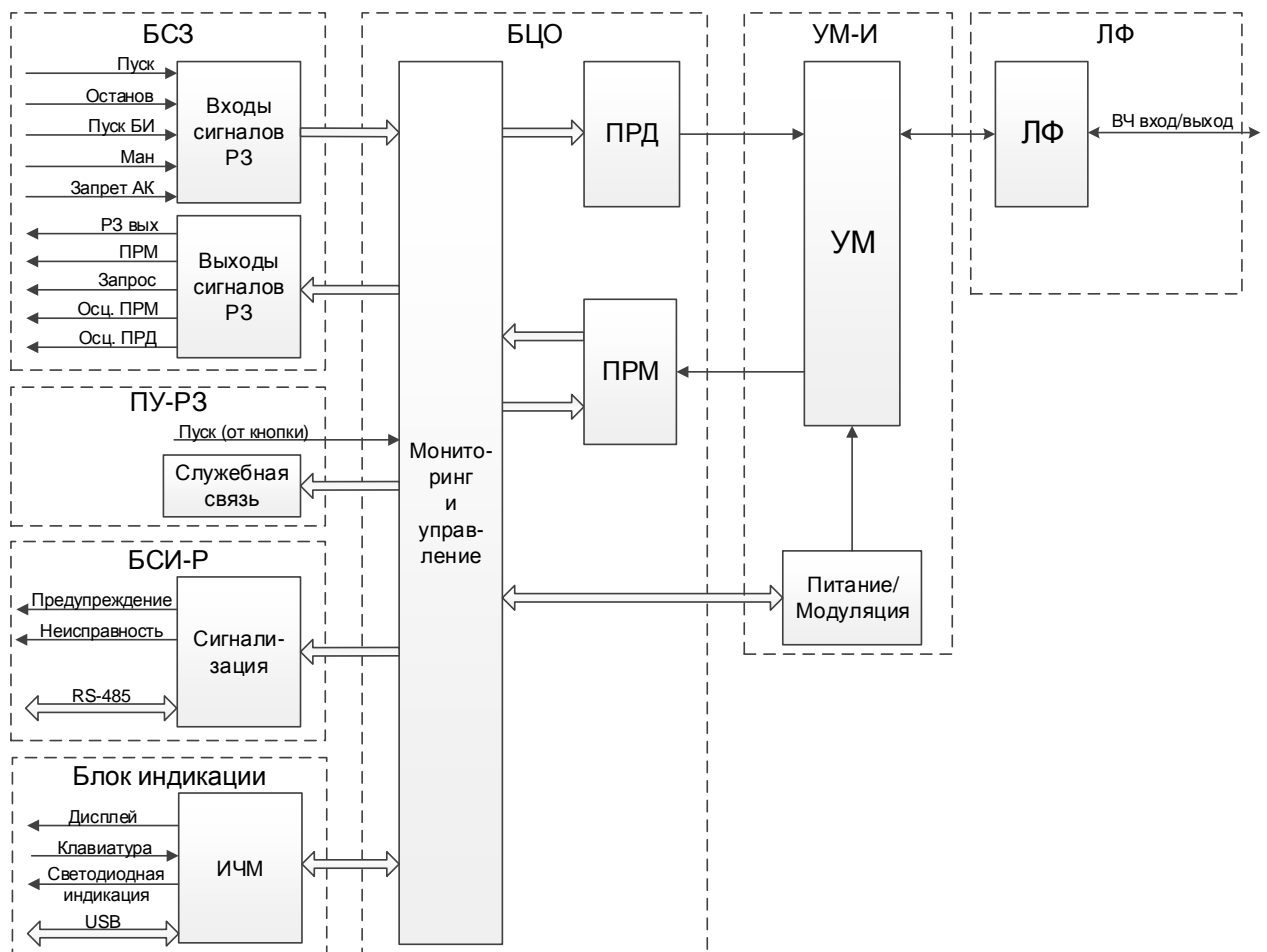 БСЗ
Пуск
Останов
Пуск БИ
Ман
Запрет АК
Входы
сигналов
РЗ
РЗ вых
ПРМ
Запрос
Осц. ПРМ
Осц. ПРД
Выходы
сигналов
РЗ
ПУ-РЗ
Пуск (от кнопки)
Служебная
связь
БСИ-Р
Предупреждение
Неисправность
RS-485
Сигнали-
зация
Блок индикации
Дисплей
Клавиатура
Светодиодная
индикация
USB
ИЧМ
БЦО
Монито-
ринг
и
управ-
ление
ПРД
ПРМ
УМ-И
УМ
Питание/
Модуляция
ЛФ
ЛФ
ВЧ вход/выход